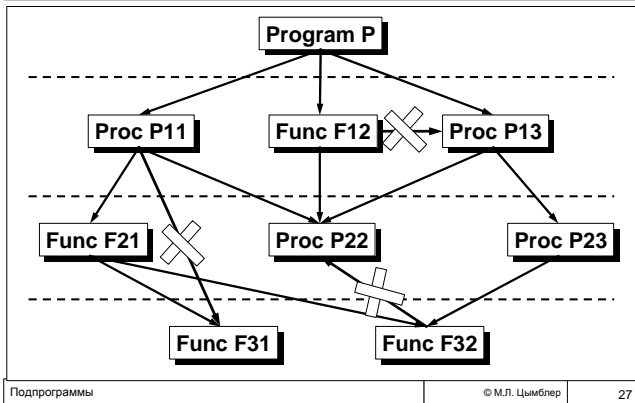 Program P
Proc P11
Func F12
Proc P13
Func F21
Proc P22
Proc P23
Func F31
Func F32
Подпрограммы
© М.Л. Цымблер
27